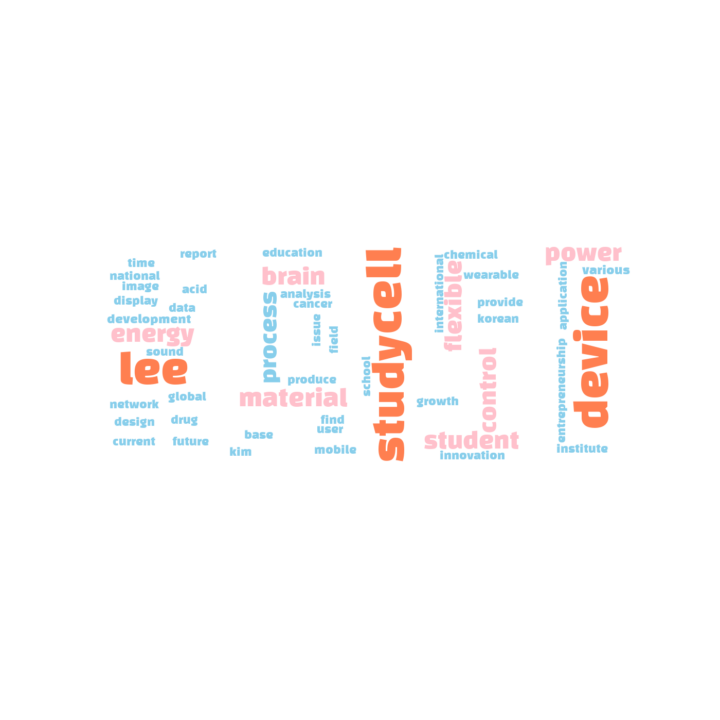 report
time
national
image
acid
display
data
development
energy
sound
lee
global
network
design
drug
current
future
education
brain
analysis
cancer
process
issue
field
produce
material
find
user
base
kim
mobile
school
cell
study
chemical
international
flexible
wearable
provide
korean
control
growth
student
innovation
power
various
application
device
entrepreneurship
institute